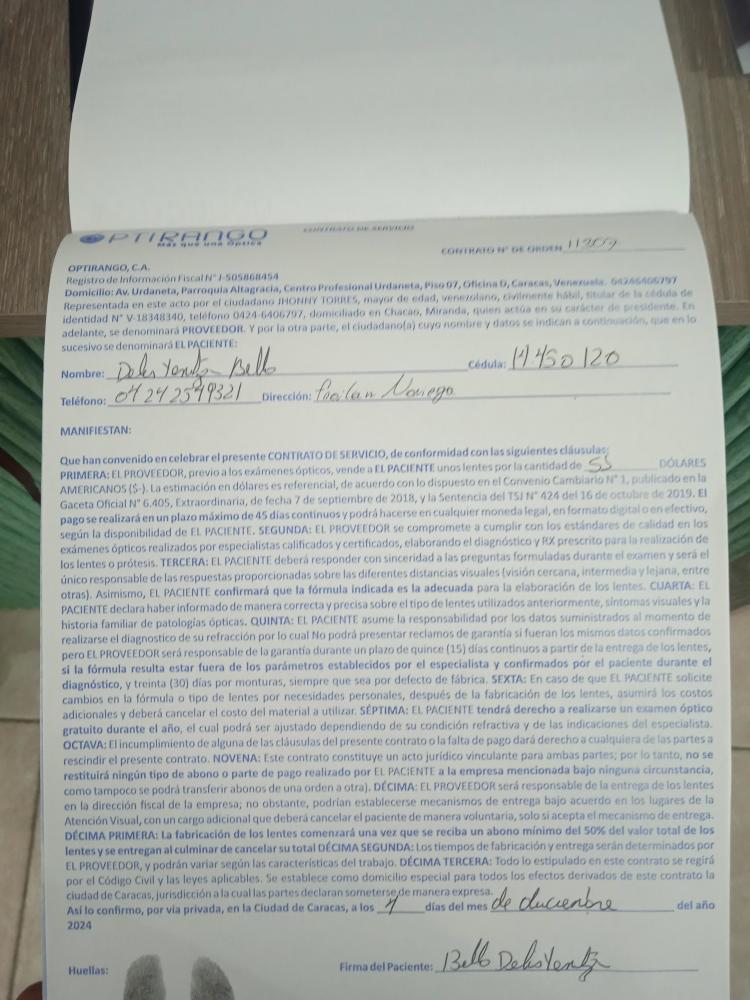 OPTIRANGO
Más que una Óptica
CONTRATO DE SERVICIO
CONTRATO N° DE ORDEN
OPTIRANGO, C.A.
Registro de Información Fiscal N° J-505868454
Domicilio: Av. Urdaneta, Parroquia Altagracia, Centro Profesional Urdaneta, Piso 07, Oficina D, Caracas, Venezuela. 04246406797
Representada en este acto por el ciudadano JHONNY TORRES, mayor de edad, venezolano, civilmente hábil, titular de la cédula de
identidad N° V-18348340, teléfono 0424-6406797, domiciliado en Chacao, Miranda, quien actúa en su carácter de presidente. En
adelante, se denominará PROVEEDOR. Y por la otra parte, el ciudadano(a) cuyo nombre y datos se indican a continuación, que en lo
sucesivo se denominará EL PACIENTE:
Nombre: Bello Cédula: 14430120
Teléfono: 04242549321 Dirección: Noriega
MANIFIESTAN:
Que han convenido en celebrar el presente CONTRATO DE SERVICIO, de conformidad con las siguientes cláusulas:
PRIMERA: EL PROVEEDOR, previo a los exámenes ópticos, vende a EL PACIENTE unos lentes por la cantidad de 55 DÓLARES
AMERICANOS ($-). La estimación en dólares es referencial, de acuerdo con lo dispuesto en el Convenio Cambiario N° 1, publicado en la
Gaceta Oficial N° 6.405, Extraordinaria, de fecha 7 de septiembre de 2018, y la Sentencia del TSJ N° 424 del 16 de octubre de 2019. El
pago se realizará en un plazo máximo de 45 días continuos y podrá hacerse en cualquier moneda legal, en formato digital o en efectivo,
según la disponibilidad de EL PACIENTE. SEGUNDA: EL PROVEEDOR se compromete a cumplir con los estándares de calidad en los
exámenes ópticos realizados por especialistas calificados y certificados, elaborando el diagnóstico y RX prescrito para la realización de
los lentes o prótesis. TERCERA: EL PACIENTE deberá responder con sinceridad a las preguntas formuladas durante el examen y será el
único responsable de las respuestas proporcionadas sobre las diferentes distancias visuales (visión cercana, intermedia y lejana, entre
otras). Asimismo, EL PACIENTE confirmará que la fórmula indicada es la adecuada para la elaboración de los lentes. CUARTA: EL
PACIENTE declara haber informado de manera correcta y precisa sobre el tipo de lentes utilizados anteriormente, síntomas visuales y la
historia familiar de patologías ópticas. QUINTA: EL PACIENTE asume la responsabilidad por los datos suministrados al momento de
realizarse el diagnostico de su refracción por lo cual No podrá presentar reclamos de garantía si fueran los mismos datos confirmados
pero EL PROVEEDOR será responsable de la garantía durante un plazo de quince (15) días continuos a partir de la entrega de los lentes,
si la fórmula resulta estar fuera de los parámetros establecidos por el especialista y confirmados por el paciente durante el
diagnóstico, y treinta (30) días por monturas, siempre que sea por defecto de fábrica. SEXTA: En caso de que EL PACIENTE solicite
cambios en la fórmula o tipo de lentes por necesidades personales, después de la fabricación de los lentes, asumirá los costos
adicionales y deberá cancelar el costo del material a utilizar. SÉPTIMA: EL PACIENTE tendrá derecho a realizarse un examen óptico
gratuito durante el año, el cual podrá ser ajustado dependiendo de su condición refractiva y de las indicaciones del especialista.
OCTAVA: El incumplimiento de alguna de las cláusulas del presente contrato o la falta de pago dará derecho a cualquiera de las partes a
rescindir el presente contrato. NOVENA: Este contrato constituye un acto jurídico vinculante para ambas partes; por lo tanto, no se
restituirá ningún tipo de abono o parte de pago realizado por EL PACIENTE a la empresa mencionada bajo ninguna circunstancia,
como tampoco se podrá transferir abonos de una orden a otra). DÉCIMA: EL PROVEEDOR será responsable de la entrega de los lentes
en la dirección fiscal de la empresa; no obstante, podrían establecerse mecanismos de entrega bajo acuerdo en los lugares de la
Atención Visual, con un cargo adicional que deberá cancelar el paciente de manera voluntaria, solo si acepta el mecanismo de entrega.
DÉCIMA PRIMERA: La fabricación de los lentes comenzará una vez que se reciba un abono mínimo del 50% del valor total de los
lentes y se entregan al culminar de cancelar su total DÉCIMA SEGUNDA: Los tiempos de fabricación y entrega serán determinados por
EL PROVEEDOR, y podrán variar según las características del trabajo. DÉCIMA TERCERA: Todo lo estipulado en este contrato se regirá
por el Código Civil y las leyes aplicables. Se establece como domicilio especial para todos los efectos derivados de este contrato la
ciudad de Caracas, jurisdicción a la cual las partes declaran someterse de manera expresa.
Así lo confirmo, por vía privada, en la Ciudad de Caracas, a los días del mes de diciembre del año
2024
Huellas: Firma del Paciente: Bello